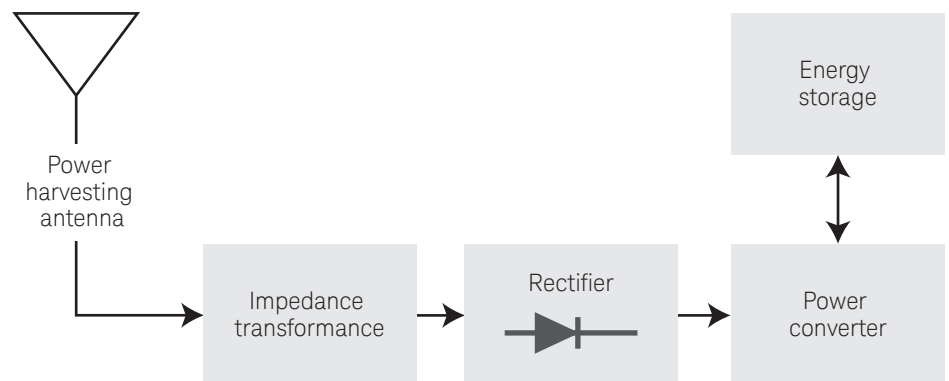 Power
harvesting
antenna
Impedance
transformance
Rectifier
Power
converter
Energy
storage